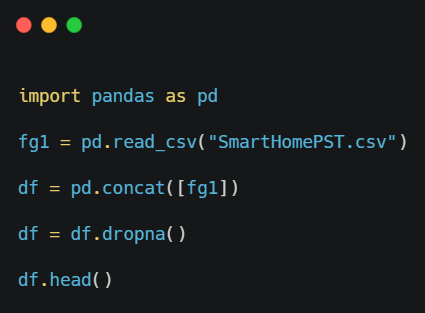 import pandas as pd
fg1 = pd.read_csv("SmartHomePST.csv")
df = pd.concat([fg1])
df = df.dropna()
df.head()